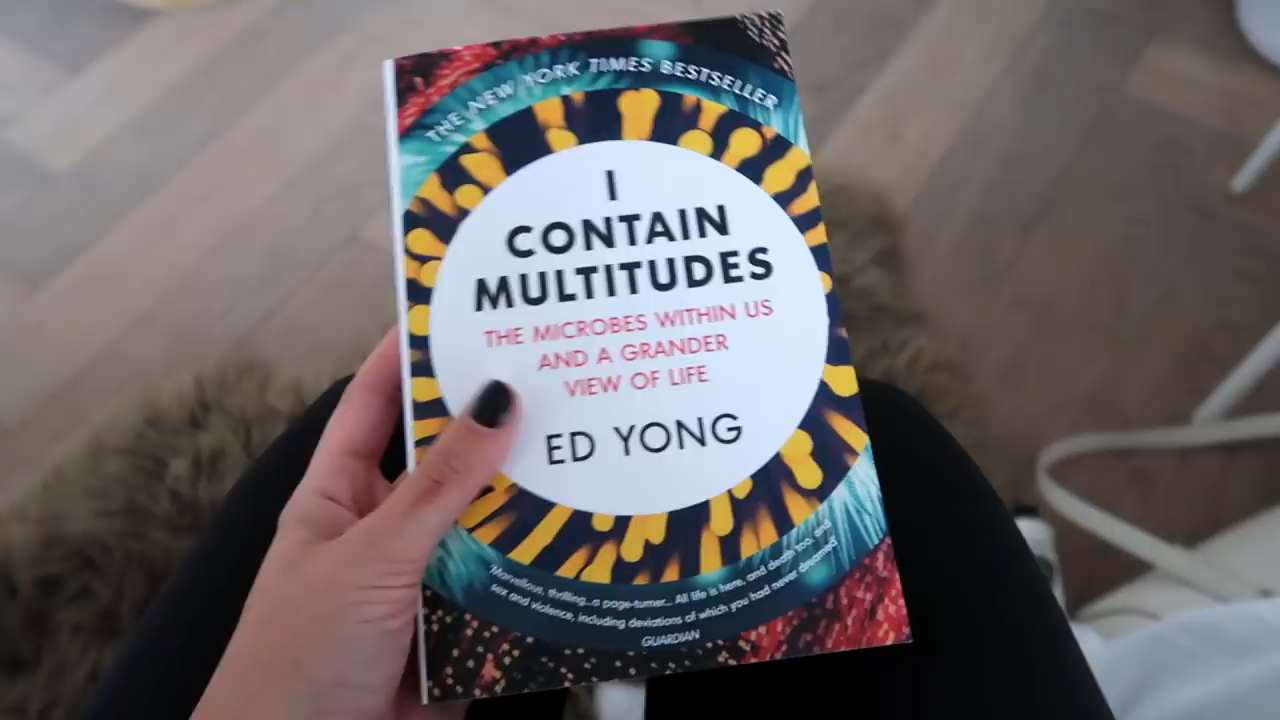 THE NEW YORK TIMES BESTSELLER
I
CONTAIN
MULTITUDES
THE MICROBES WITHIN US
AND A GRANDER
VIEW OF LIFE
ED YONG
'Marvellous, thrilling...a page-turner... All life is here, and death too, and
sex and violence, including deviations of which you had never dreamed'
GUARDIAN